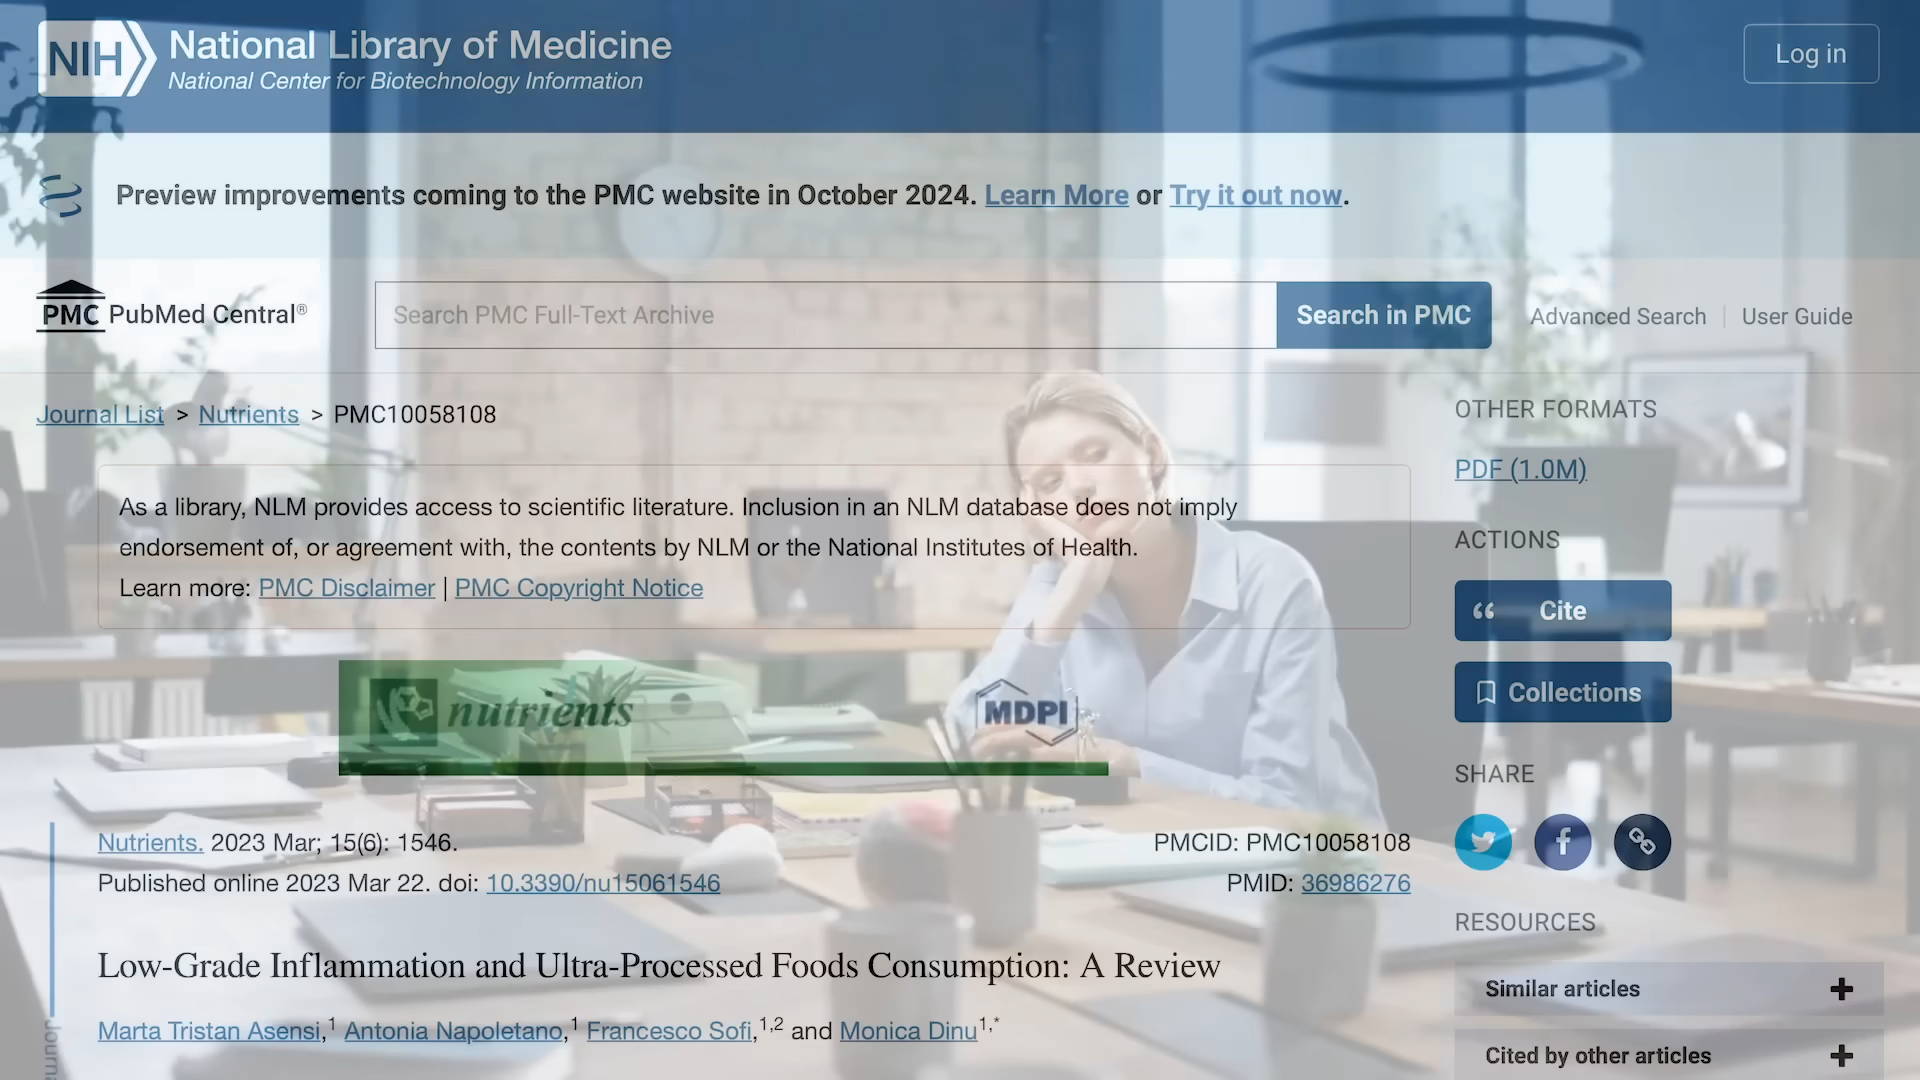 NIH
National Library of Medicine
National Center for Biotechnology Information
Log in
Preview improvements coming to the PMC website in October 2024. Learn More or Try it out now.
PMC PubMed Central®
Search PMC Full-Text Archive
Search in PMC
Advanced Search | User Guide
Journal List > Nutrients > PMC10058108
As a library, NLM provides access to scientific literature. Inclusion in an NLM database does not imply
endorsement of, or agreement with, the contents by NLM or the National Institutes of Health.
Learn more: PMC Disclaimer | PMC Copyright Notice
nutrients
MDPI
Nutrients. 2023 Mar; 15(6): 1546.
Published online 2023 Mar 22. doi: 10.3390/nu15061546
PMCID: PMC10058108
PMID: 36986276
Low-Grade Inflammation and Ultra-Processed Foods Consumption: A Review
Marta Tristan Asensi,1 Antonia Napoletano,1 Francesco Sofi,1,2 and Monica Dinu1,*
OTHER FORMATS
PDF (1.0M)
ACTIONS
Cite
Collections
SHARE
RESOURCES
Similar articles
Cited by other articles